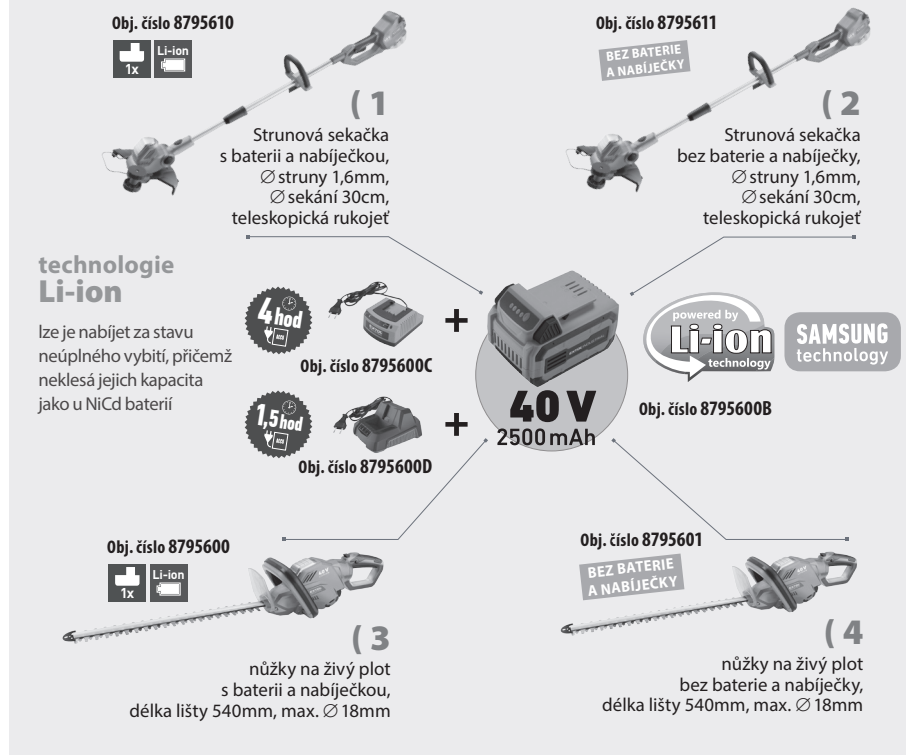 Obj. číslo 8795610
Li-ion
1x
( 1
Strunová sekačka
s baterii a nabíječkou,
∅ struny 1,6mm,
∅ sekání 30cm,
teleskopická rukojeť
Obj. číslo 8795611
BEZ BATERIE
A NABÍJEČKY
( 2
Strunová sekačka
bez baterie a nabíječky,
∅ struny 1,6mm,
∅ sekání 30cm,
teleskopická rukojeť
technologie
Li-ion
lze je nabíjet za stavu
neúplného vybití, přičemž
neklesá jejich kapacita
jako u NiCd baterií
4 hod
+
Obj. číslo 8795600C
1,5 hod
+
Obj. číslo 8795600D
40 V
2500 mAh
powered by
Li-ion
technology
SAMSUNG
technology
Obj. číslo 8795600B
Obj. číslo 8795600
Li-ion
1x
( 3
nůžky na živý plot
s baterii a nabíječkou,
délka lišty 540mm, max. ∅ 18mm
Obj. číslo 8795601
BEZ BATERIE
A NABÍJEČKY
( 4
nůžky na živý plot
bez baterie a nabíječky,
délka lišty 540mm, max. ∅ 18mm